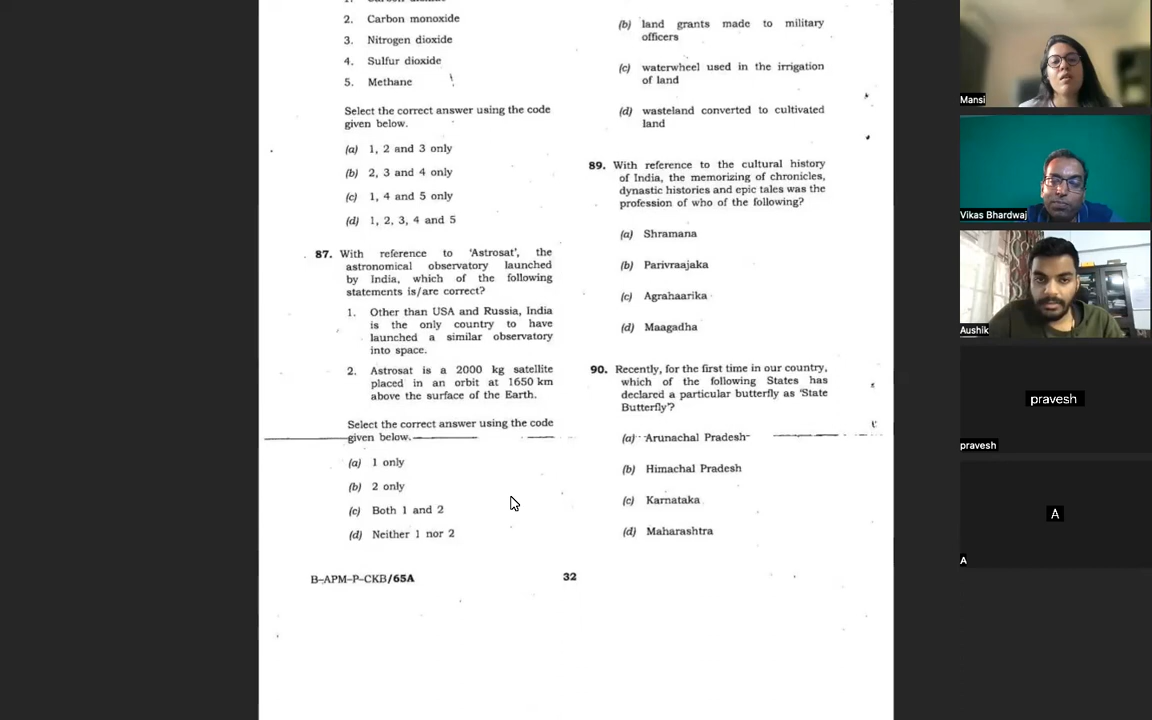 2. Carbon monoxide
3. Nitrogen dioxide
4. Sulfur dioxide
5. Methane
Select the correct answer using the code
given below.
(a) 1, 2 and 3 only
(b) 2, 3 and 4 only
(c) 1, 4 and 5 only
(d) 1, 2, 3, 4 and 5
87. With reference to 'Astrosat', the
astronomical observatory launched
by India, which of the following
statements is/are correct?
1. Other than USA and Russia, India
is the only country to have
launched a similar observatory
into space.
2. Astrosat is a 2000 kg satellite
placed in an orbit at 1650 km
above the surface of the Earth.
Select the correct answer using the code
given below.
(a) 1 only
(b) 2 only
(c) Both 1 and 2
(d) Neither 1 nor 2
(b) land grants made to military
officers
(c) waterwheel used in the irrigation
of land
(d) wasteland converted to cultivated
land
89. With reference to the cultural history
of India, the memorizing of chronicles,
dynastic histories and epic tales was the
profession of who of the following?
(a) Shramana
(b) Parivraajaka
(c) Agrahaarika
(d) Maagadha
90. Recently, for the first time in our country,
which of the following States has
declared a particular butterfly as 'State
Butterfly'?
(a) Arunachal Pradesh
(b) Himachal Pradesh
(c) Karnataka
(d) Maharashtra
B-APM-P-CKB/65A
32
Mansi
Vikas Bhardwaj
Aushik
pravesh
pravesh
A
A